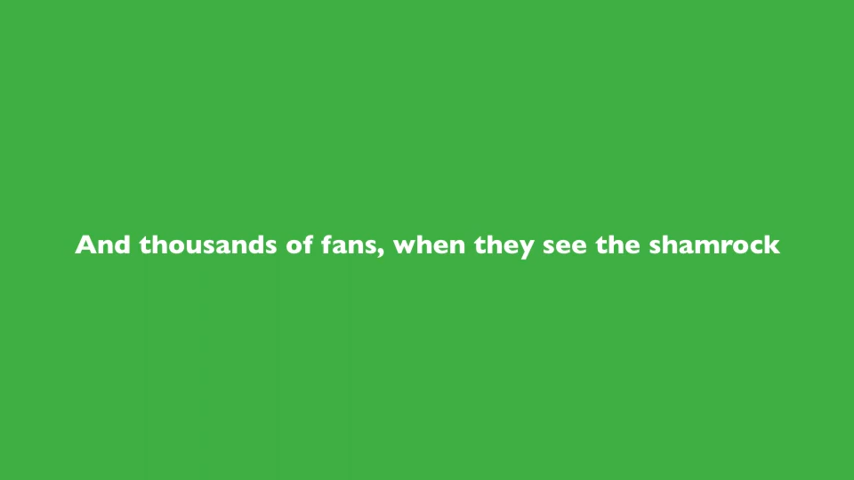 And thousands of fans, when they see the shamrock